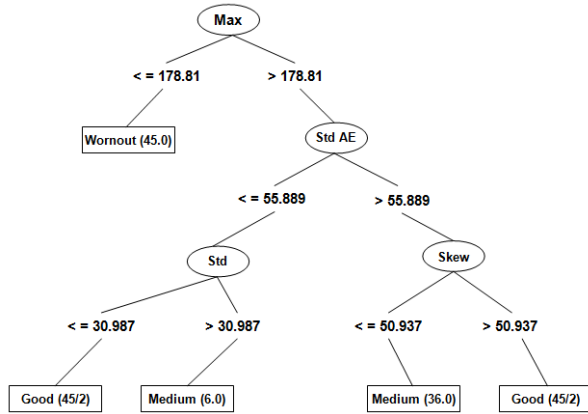 Max
< = 178.81 > 178.81
Wornout (45.0)
Std AE
< = 55.889 > 55.889
Std
Skew
< = 30.987 > 30.987 < = 50.937 > 50.937
Good (45/2) Medium (6.0) Medium (36.0) Good (45/2)